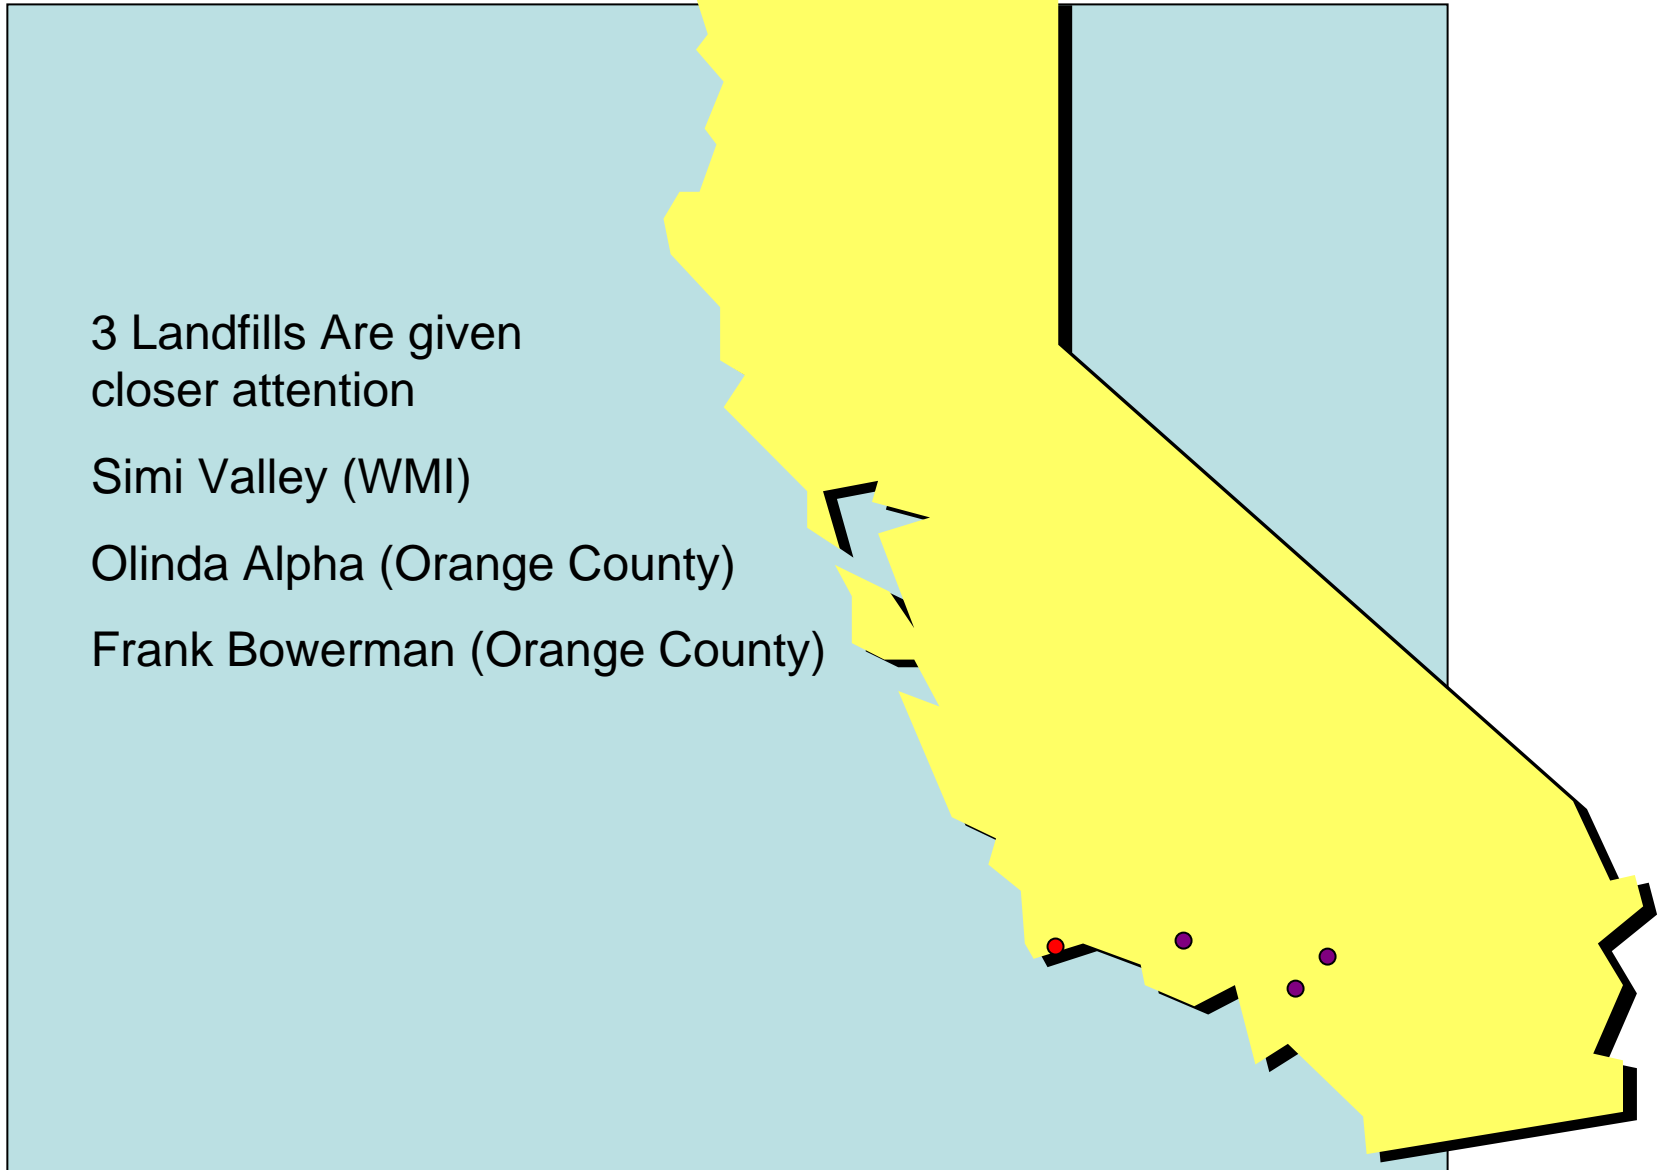 3 Landfills Are given
closer attention
Simi Valley (WMI)
Olinda Alpha (Orange County)
Frank Bowerman (Orange County)